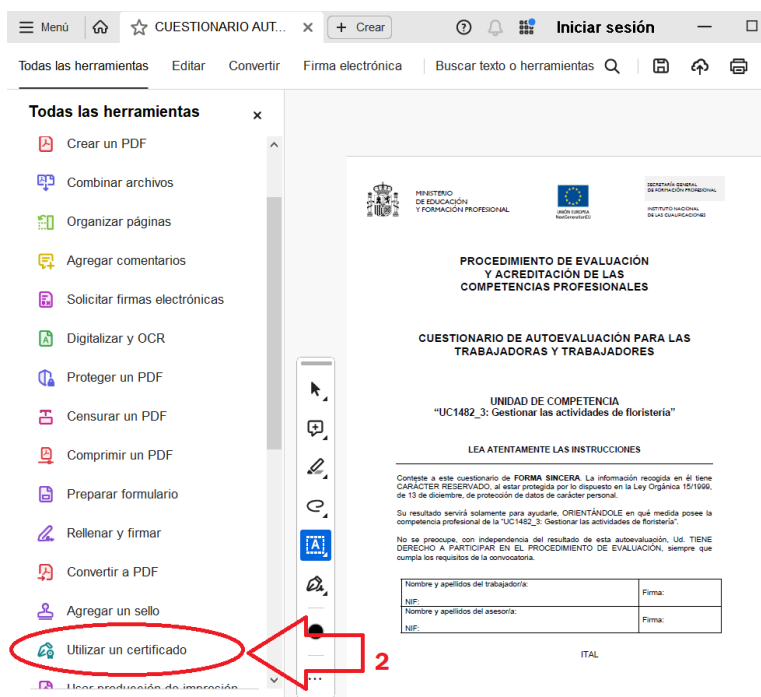 Menú
CUESTIONARIO AUT...
+ Crear
Iniciar sesión
Todas las herramientas
Editar
Convertir
Firma electrónica
Buscar texto o herramientas
Todas las herramientas
Crear un PDF
Combinar archivos
Organizar páginas
Agregar comentarios
Solicitar firmas electrónicas
Digitalizar y OCR
Proteger un PDF
Censurar un PDF
Comprimir un PDF
Preparar formulario
Rellenar y firmar
Convertir a PDF
Agregar un sello
Utilizar un certificado
Usar producción de impresión
2
MINISTERIO
DE EDUCACIÓN
Y FORMACIÓN PROFESIONAL
UNIÓN EUROPEA
NextGenerationEU
SECRETARÍA GENERAL
DE FORMACIÓN PROFESIONAL
INSTITUTO NACIONAL
DE LAS CUALIFICACIONES
PROCEDIMIENTO DE EVALUACIÓN
Y ACREDITACIÓN DE LAS
COMPETENCIAS PROFESIONALES
CUESTIONARIO DE AUTOEVALUACIÓN PARA LAS
TRABAJADORAS Y TRABAJADORES
UNIDAD DE COMPETENCIA
“UC1482_3: Gestionar las actividades de floristería”
LEA ATENTAMENTE LAS INSTRUCCIONES
Conteste a este cuestionario de FORMA SINCERA. La información recogida en él tiene
CARÁCTER RESERVADO, al estar protegida por lo dispuesto en la Ley Orgánica 15/1999,
de 13 de diciembre, de protección de datos de carácter personal.
Su resultado servirá solamente para ayudarle, ORIENTÁNDOLE en qué medida posee la
competencia profesional de la “UC1482_3: Gestionar las actividades de floristería”.
No se preocupe, con independencia del resultado de esta autoevaluación, Ud. TIENE
DERECHO A PARTICIPAR EN EL PROCEDIMIENTO DE EVALUACIÓN, siempre que
cumpla los requisitos de la convocatoria.
Nombre y apellidos del trabajador/a:
NIF:
Firma:
Nombre y apellidos del asesor/a:
NIF:
Firma:
ITAL